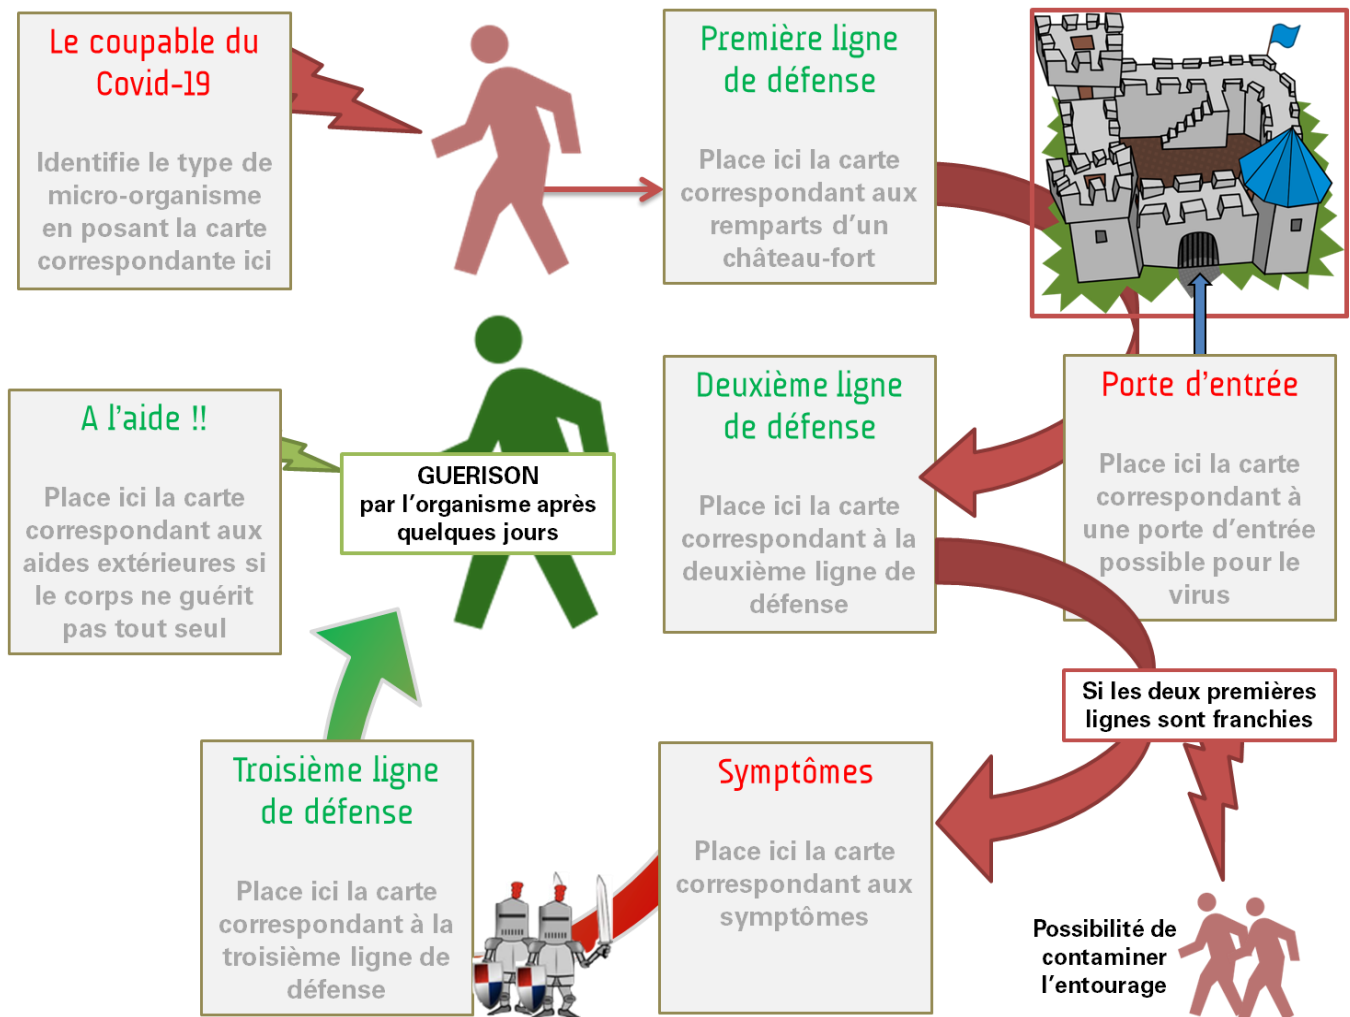 Le coupable du
Covid-19
Identifie le type de
micro-organisme
en posant la carte
correspondante ici
Première ligne
de défense
Place ici la carte
correspondant aux
remparts d’un
château-fort
Porte d’entrée
Place ici la carte
correspondant à
une porte d’entrée
possible pour le
virus
Deuxième ligne
de défense
Place ici la carte
correspondant à la
deuxième ligne de
défense
Si les deux premières
lignes sont franchies
Possibilité de
contaminer
l’entourage
Symptômes
Place ici la carte
correspondant aux
symptômes
Troisième ligne
de défense
Place ici la carte
correspondant à la
troisième ligne de
défense
GUERISON
par l’organisme après
quelques jours
A l’aide !!
Place ici la carte
correspondant aux
aides extérieures si
le corps ne guérit
pas tout seul